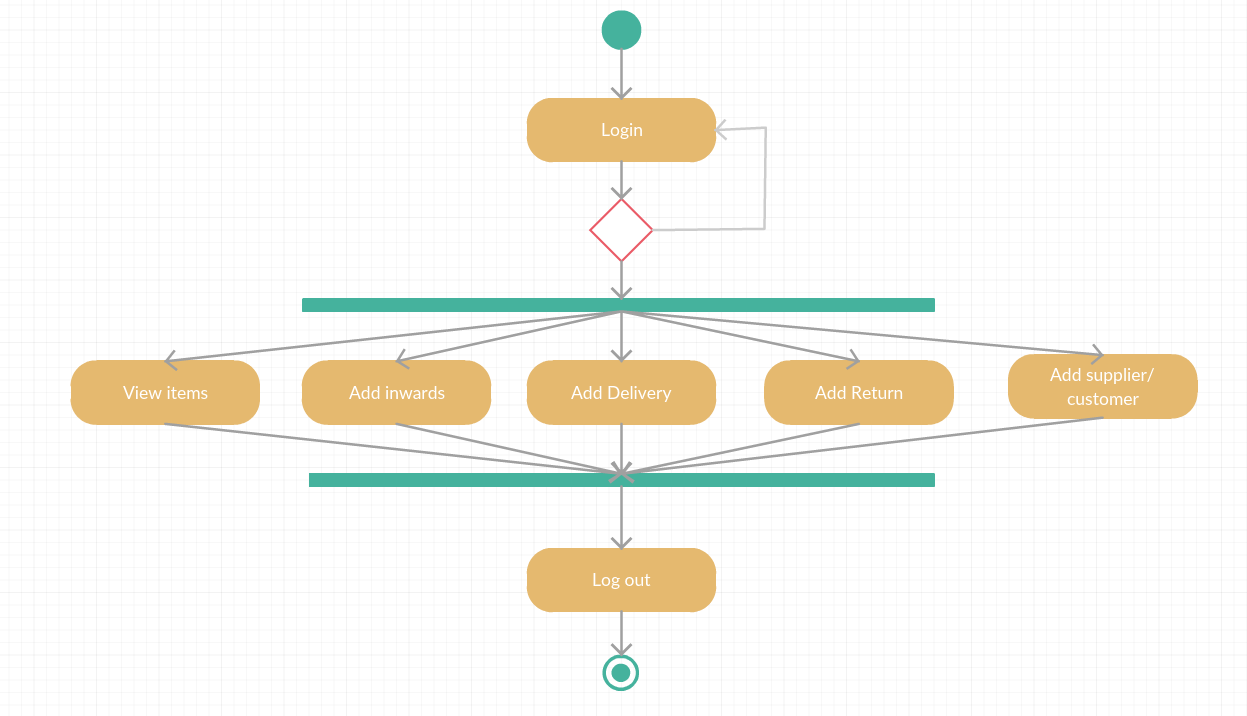 Login
View items
Add inwards
Add Delivery
Add Return
Add supplier/
customer
Log out